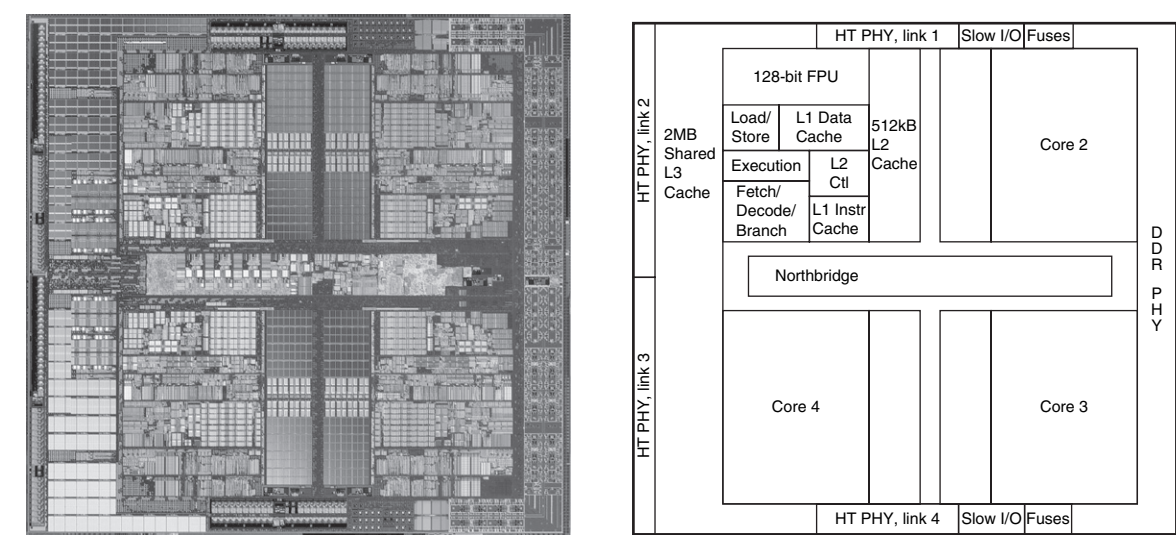 HT PHY, link 1
Slow I/O
Fuses
HT PHY, link 2
2MB
Shared
L3
Cache
128-bit FPU
Load/
Store
L1 Data
Cache
Execution
L2
Ctl
Fetch/
Decode/
Branch
L1 Instr
Cache
512kB
L2
Cache
Core 2
Northbridge
D
D
R
P
H
Y
HT PHY, link 3
Core 4
Core 3
HT PHY, link 4
Slow I/O
Fuses